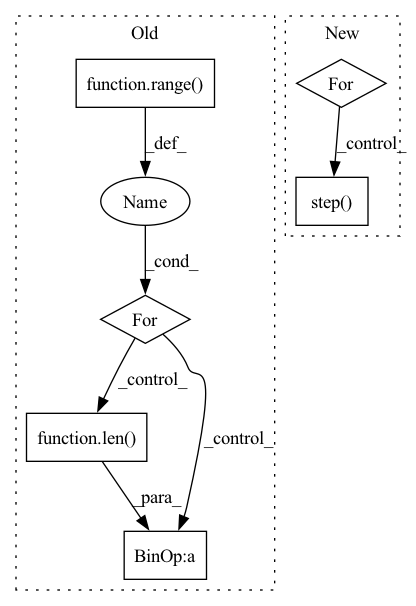 Old
New
function.range()
For
_def_
_control_
Name
step()
_cond_
For
_control_
_control_
function.len()
_para_
BinOp:a